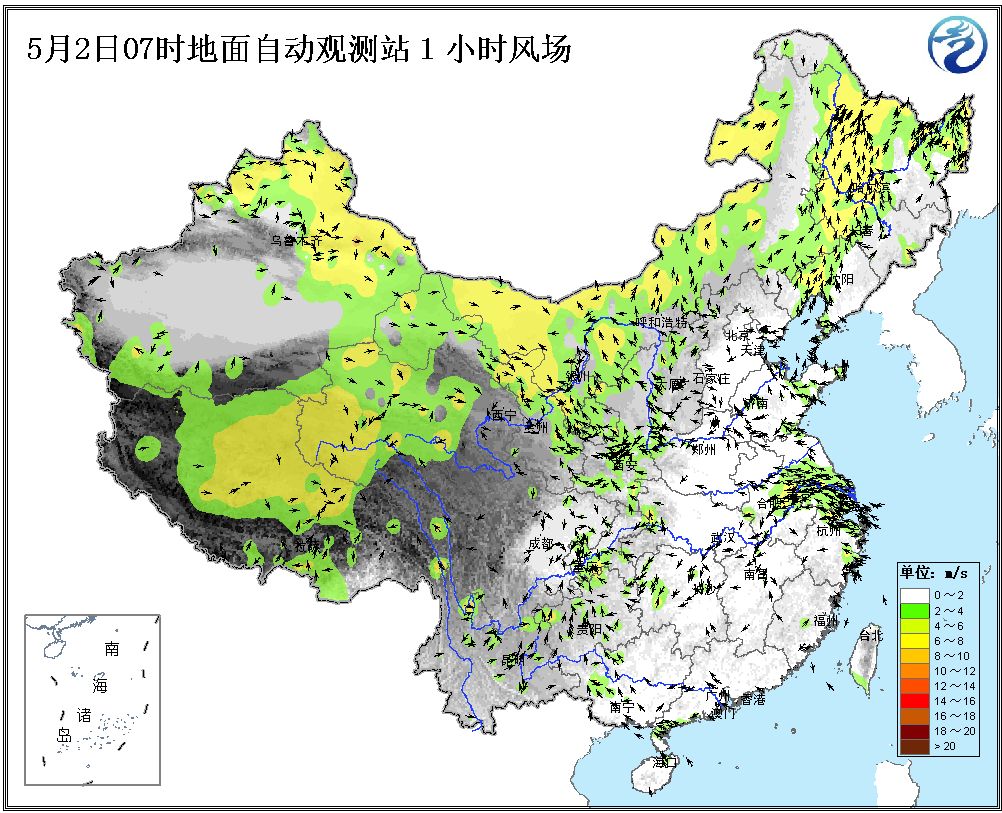 5月2日07时地面自动观测站1小时风场
哈尔滨
长春
乌鲁木齐
沈阳
呼和浩特
北京
天津
银川
太原
石家庄
济南
西宁
兰州
郑州
西安
合肥
成都
武汉
杭州
拉萨
重庆
南昌
长沙
贵阳
福州
台北
昆明
南宁
广州
香港
澳门
海口
单位: m/s
0～2
2～4
4～6
6～8
8～10
10～12
12～14
14～16
16～18
18～20
>20
南
海
诸
岛